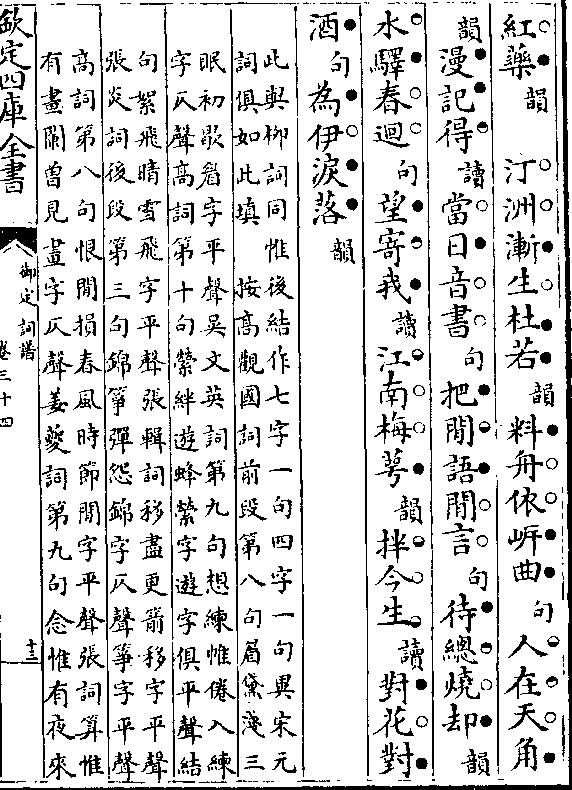 紅藥韻　汀洲漸生杜若韻料舟依岸曲句人在天角
韻漫記得讀當日音書句把閒語閒言句待總燒却韻
水驛春迴句望寄我讀江南梅萼韻拌今生讀對花對
酒句為伊淚落韻
此與柳詞同惟後結作七字一句四字一句異宋元
詞俱如此填　按高觀國詞前段第八句眉黛淺三
眠初歇眉字平聲吳文英詞第九句想練帷倦入練
字仄聲高詞第十句縈絆遊蜂縈字遊字俱平聲結
句絮飛晴雪飛字平聲張輯詞移盡更箭移字平聲
張炎詞後段第三句錦箏彈怨錦字仄聲箏字平聲
高詞第八句恨閒損春風時節閒字平聲張詞算惟
有畫闌曾見畫字仄聲姜夔詞第九句念惟有夜來
欽定四庫全書
御定詞譜
卷三十四
十三